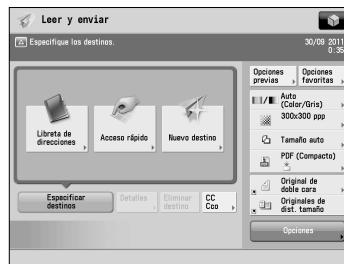 Leer y enviar
Especifique los destinos.
30/09 2011
0:35
Libreta de
direcciones
Acceso rápido
Nuevo destino
Especificar
destinos
Detalles
Eliminar
destino
CC
Cco
Opciones
previas
Opciones
favoritas
Auto
(Color/Gris)
300x300 ppp
Tamaño auto
PDF (Compacto)
Original de
doble cara
Originales de
dist. tamaño
Opciones